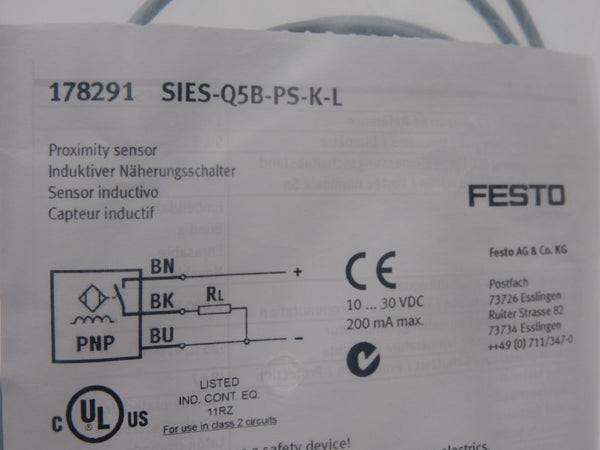 178291 SIES-Q5B-PS-K-L
Proximity sensor
Induktiver Näherungsschalter
Sensor inductivo
Capteur inductif
FESTO
Festo AG & Co. KG
Postfach
73726 Esslingen
Ruiter Strasse 82
73734 Esslingen
++49 (0) 711/347-0
BN
+
BK
RL
BU
−
PNP
CE
10 ... 30 VDC
200 mA max.
C UL US
LISTED
IND. CONT. EQ.
11RZ
For use in class 2 circuits
safety device!